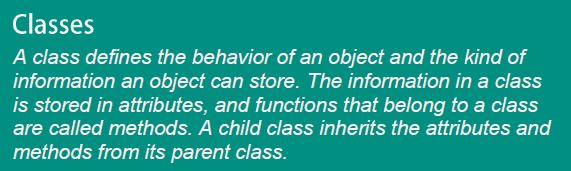 Classes
A class defines the behavior of an object and the kind of
information an object can store. The information in a class
is stored in attributes, and functions that belong to a class
are called methods. A child class inherits the attributes and
methods from its parent class.